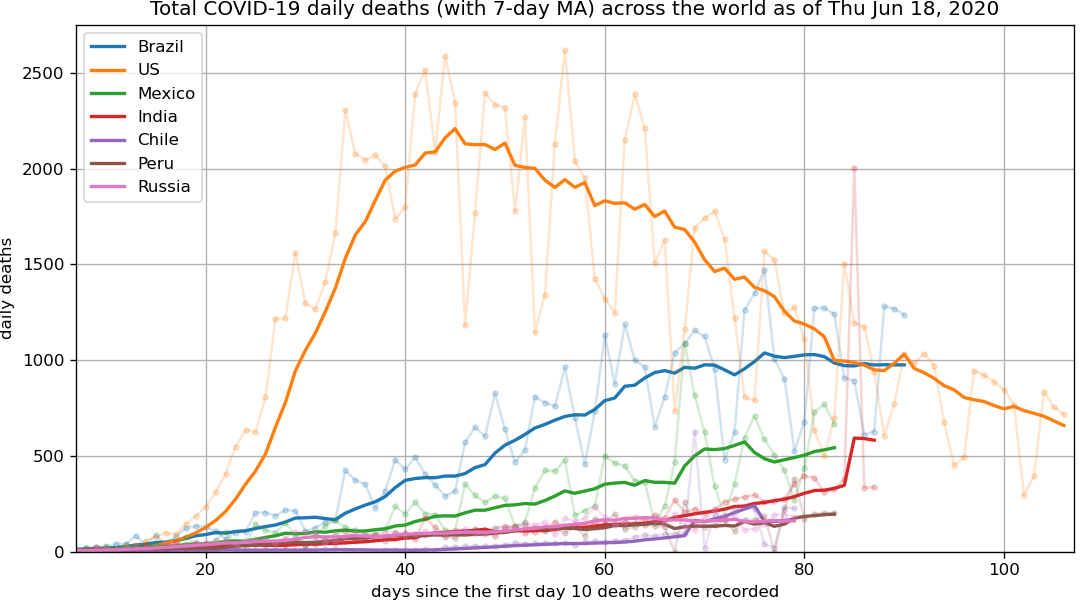 Total COVID-19 daily deaths (with 7-day MA) across the world as of Thu Jun 18, 2020
Brazil
US
Mexico
India
Chile
Peru
Russia
2500
2000
1500
1000
500
0
daily deaths
20
40
60
80
100
days since the first day 10 deaths were recorded